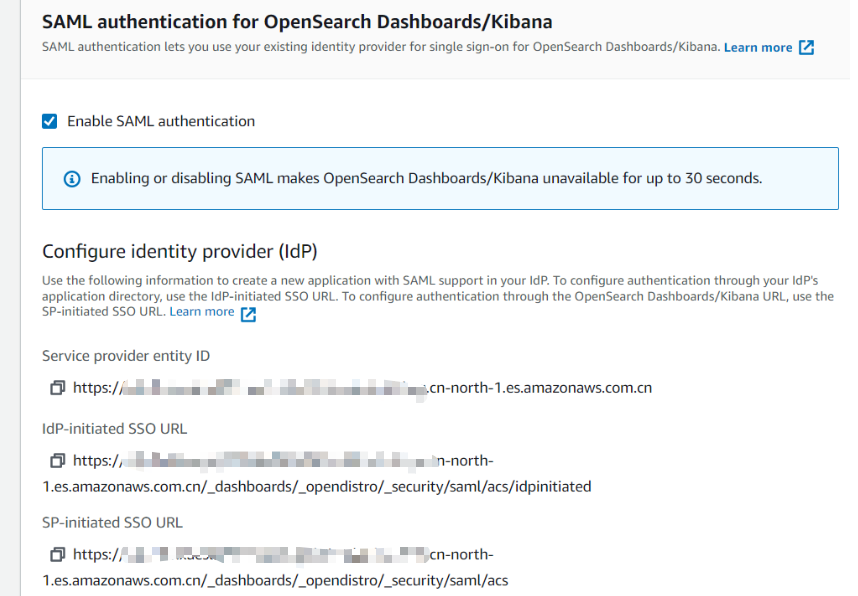 SAML authentication for OpenSearch Dashboards/Kibana
SAML authentication lets you use your existing identity provider for single sign-on for OpenSearch Dashboards/Kibana. Learn more
Enable SAML authentication
Enabling or disabling SAML makes OpenSearch Dashboards/Kibana unavailable for up to 30 seconds.
Configure identity provider (IdP)
Use the following information to create a new application with SAML support in your IdP. To configure authentication through your IdP's
application directory, use the IdP-initiated SSO URL. To configure authentication through the OpenSearch Dashboards/Kibana URL, use the
SP-initiated SSO URL. Learn more
Service provider entity ID
https:// .cn-north-1.es.amazonaws.com.cn
IdP-initiated SSO URL
https:// n-north-
1.es.amazonaws.com.cn/_dashboards/_opendistro/_security/saml/acs/idpinitiated
SP-initiated SSO URL
https:// cn-north-
1.es.amazonaws.com.cn/_dashboards/_opendistro/_security/saml/acs